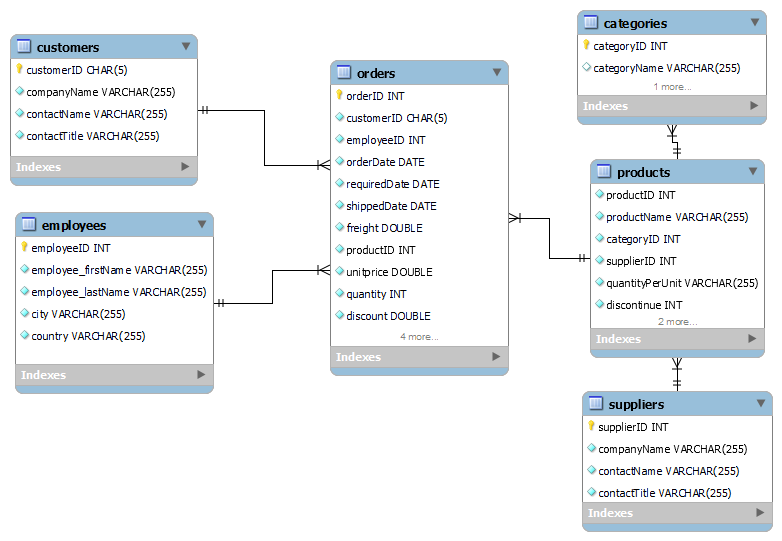 customers
customerID CHAR(5)
companyName VARCHAR(255)
contactName VARCHAR(255)
contactTitle VARCHAR(255)
Indexes
employees
employeeID INT
employee_firstName VARCHAR(255)
employee_lastName VARCHAR(255)
city VARCHAR(255)
country VARCHAR(255)
Indexes
orders
orderID INT
customerID CHAR(5)
employeeID INT
orderDate DATE
requiredDate DATE
shippedDate DATE
freight DOUBLE
productID INT
unitprice DOUBLE
quantity INT
discount DOUBLE
4 more...
Indexes
categories
categoryID INT
categoryName VARCHAR(255)
1 more...
Indexes
products
productID INT
productName VARCHAR(255)
categoryID INT
supplierID INT
quantityPerUnit VARCHAR(255)
discontinue INT
2 more...
Indexes
suppliers
supplierID INT
companyName VARCHAR(255)
contactName VARCHAR(255)
contactTitle VARCHAR(255)
Indexes